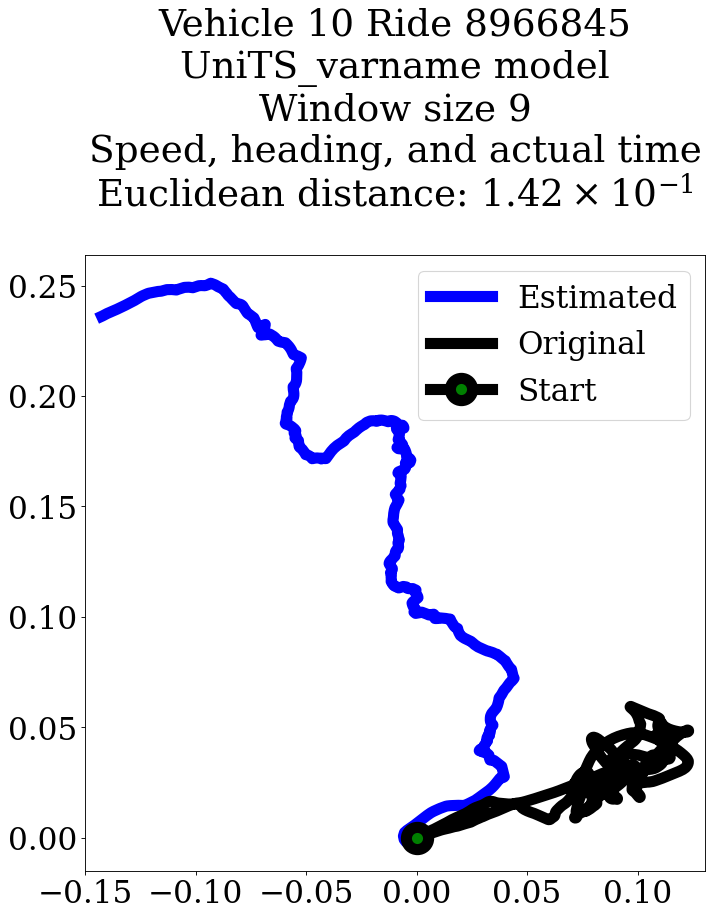 Vehicle 10 Ride 8966845
UniTS_varname model
Window size 9
Speed, heading, and actual time
Euclidean distance: 1.42 × 10⁻¹
Estimated
Original
Start
0.25
0.20
0.15
0.10
0.05
0.00
−0.15 −0.10 −0.05 0.00 0.05 0.10